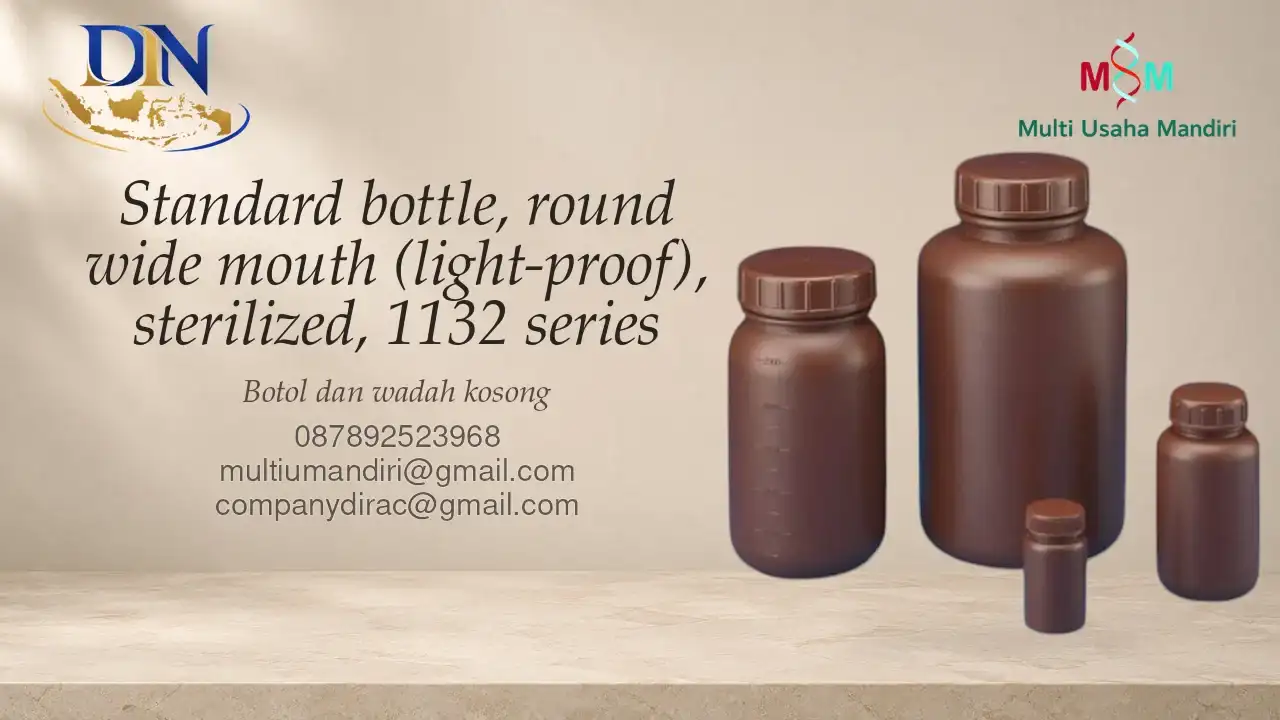 DN
MSM
Multi Usaha Mandiri
Standard bottle, round
wide mouth (light-proof),
sterilized, 1132 series
Botol dan wadah kosong
087892523968
multiumandiri@gmail.com
companydirac@gmail.com